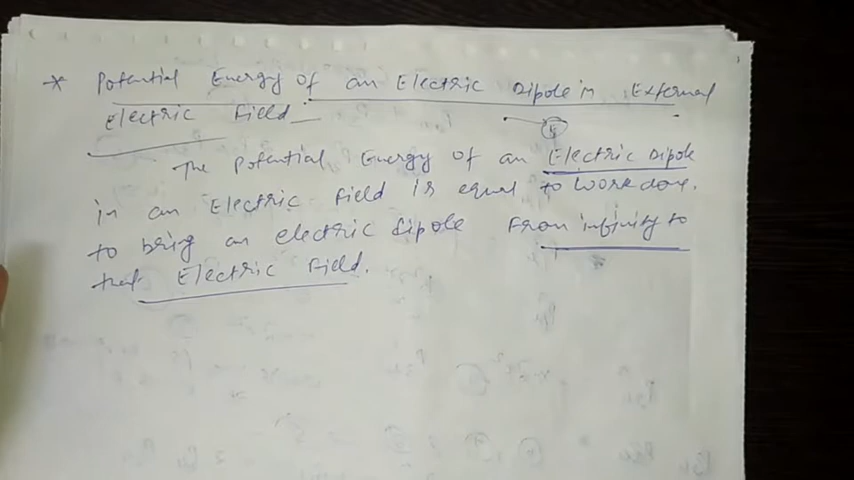 * Potential Energy of an Electric Dipole in External
Electric Field
The Potential Energy of an Electric Dipole
in an Electric field is equal to work done.
to bring an electric dipole From infinity to
that Electric Field.